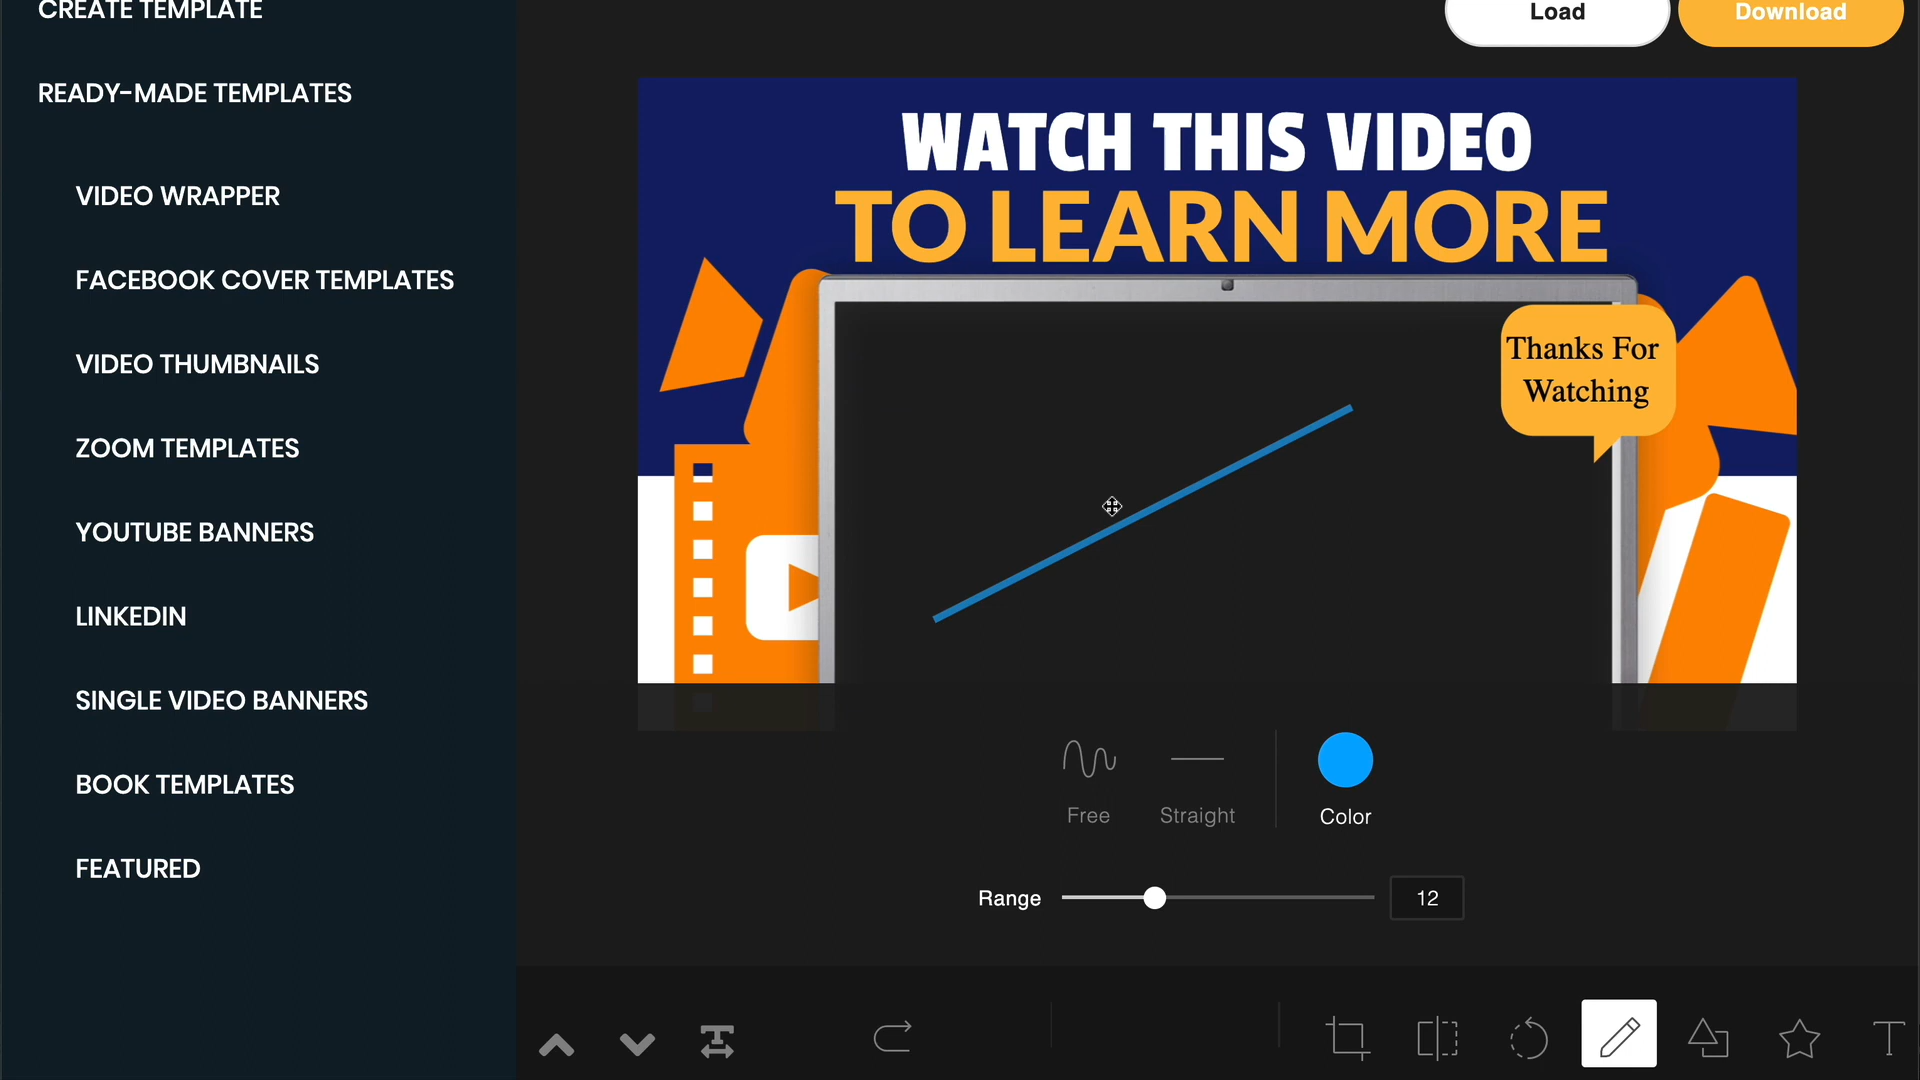 CREATE TEMPLATE
READY-MADE TEMPLATES
VIDEO WRAPPER
FACEBOOK COVER TEMPLATES
VIDEO THUMBNAILS
ZOOM TEMPLATES
YOUTUBE BANNERS
LINKEDIN
SINGLE VIDEO BANNERS
BOOK TEMPLATES
FEATURED
Load
Download
WATCH THIS VIDEO
TO LEARN MORE
Thanks For
Watching
Free
Straight
Color
Range
12